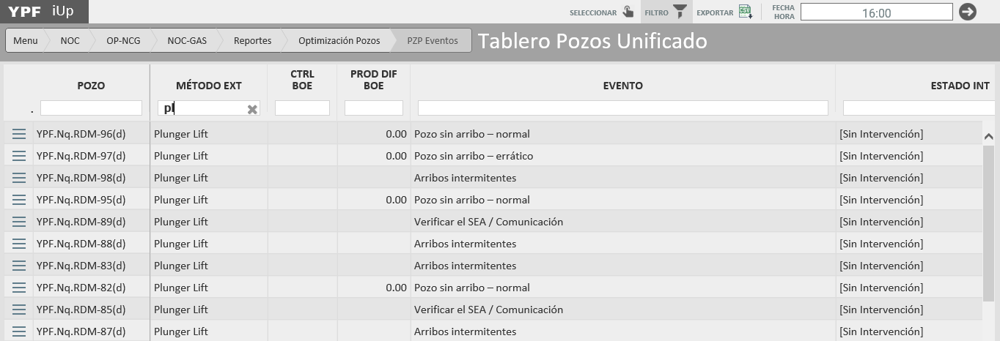 YPF iUp SELECCIONAR FILTRO EXPORTAR CSV FECHA HORA 16:00
Menu NOC OP-NCG NOC-GAS Reportes Optimización Pozos PZP Eventos Tablero Pozos Unificado
POZO MÉTODO EXT CTRL BOE PROD DIF BOE EVENTO ESTADO INT
. pl
YPF.Nq.RDM-96(d) Plunger Lift 0.00 Pozo sin arribo – normal [Sin Intervención]
YPF.Nq.RDM-97(d) Plunger Lift 0.00 Pozo sin arribo – errático [Sin Intervención]
YPF.Nq.RDM-98(d) Plunger Lift Arribos intermitentes [Sin Intervención]
YPF.Nq.RDM-95(d) Plunger Lift 0.00 Pozo sin arribo – normal [Sin Intervención]
YPF.Nq.RDM-89(d) Plunger Lift Verificar el SEA / Comunicación [Sin Intervención]
YPF.Nq.RDM-88(d) Plunger Lift Arribos intermitentes [Sin Intervención]
YPF.Nq.RDM-83(d) Plunger Lift Arribos intermitentes [Sin Intervención]
YPF.Nq.RDM-82(d) Plunger Lift 0.00 Pozo sin arribo – normal [Sin Intervención]
YPF.Nq.RDM-85(d) Plunger Lift Verificar el SEA / Comunicación [Sin Intervención]
YPF.Nq.RDM-87(d) Plunger Lift Arribos intermitentes [Sin Intervención]